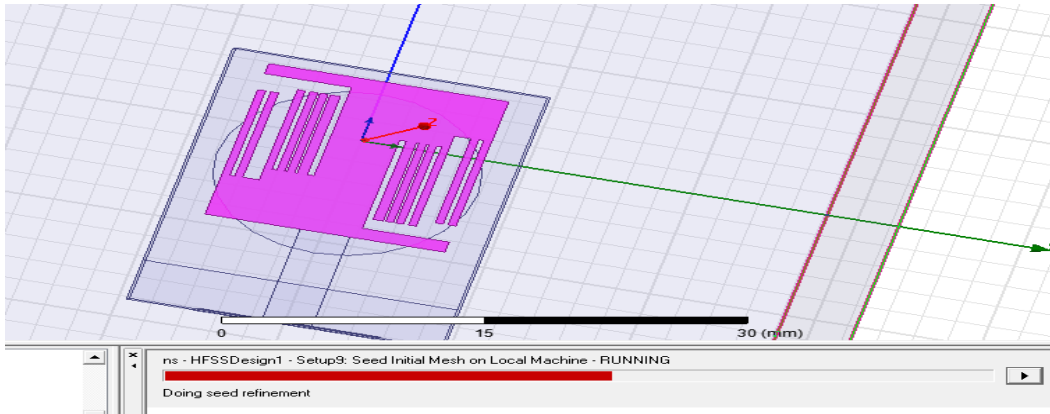 Z
0 15 30 (mm)
ns - HFSSDesign1 - Setup9: Seed Initial Mesh on Local Machine - RUNNING
Doing seed refinement